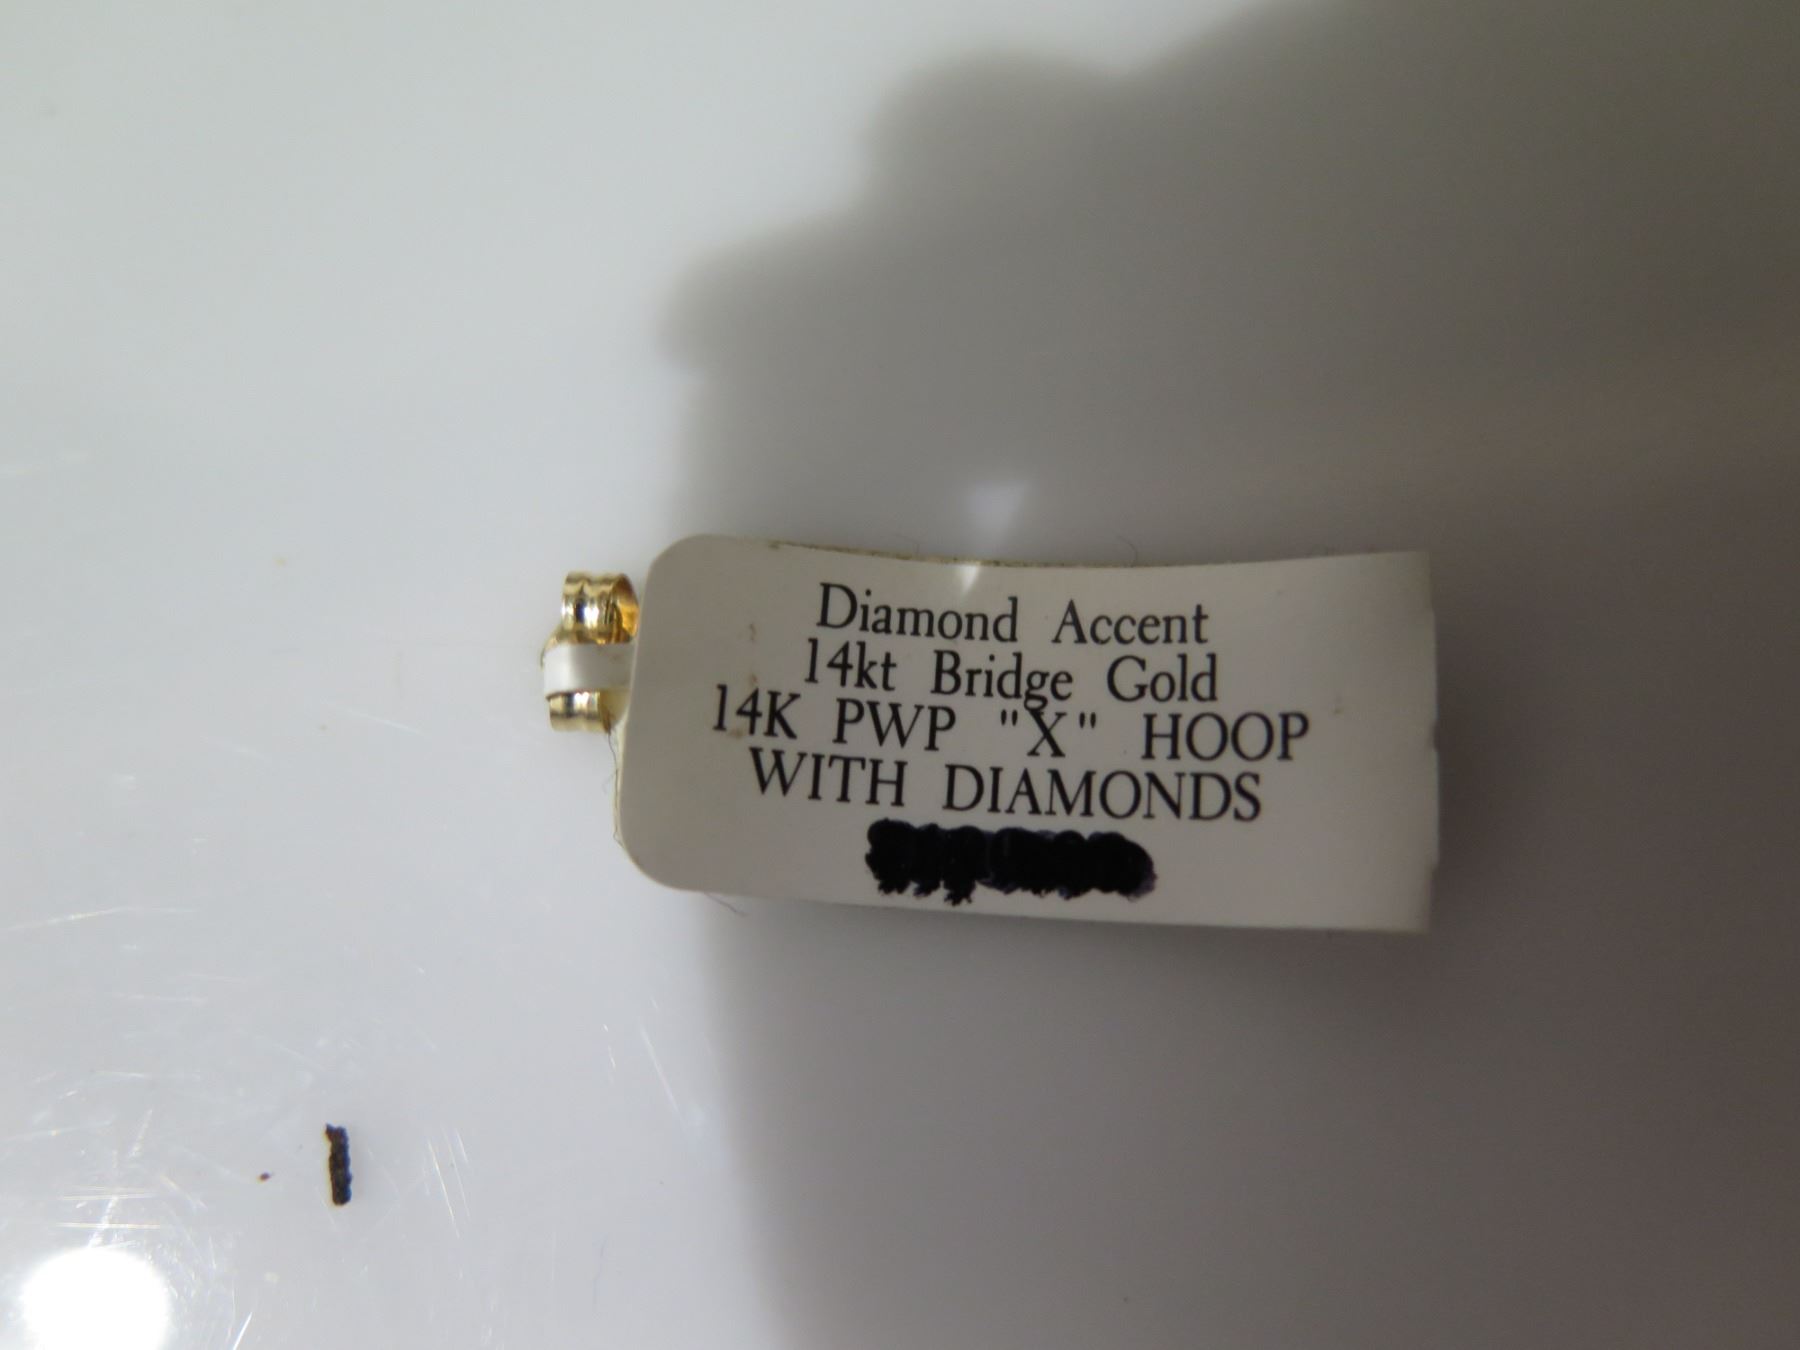 Diamond Accent
14kt Bridge Gold
14K PWP "X" HOOP
WITH DIAMONDS